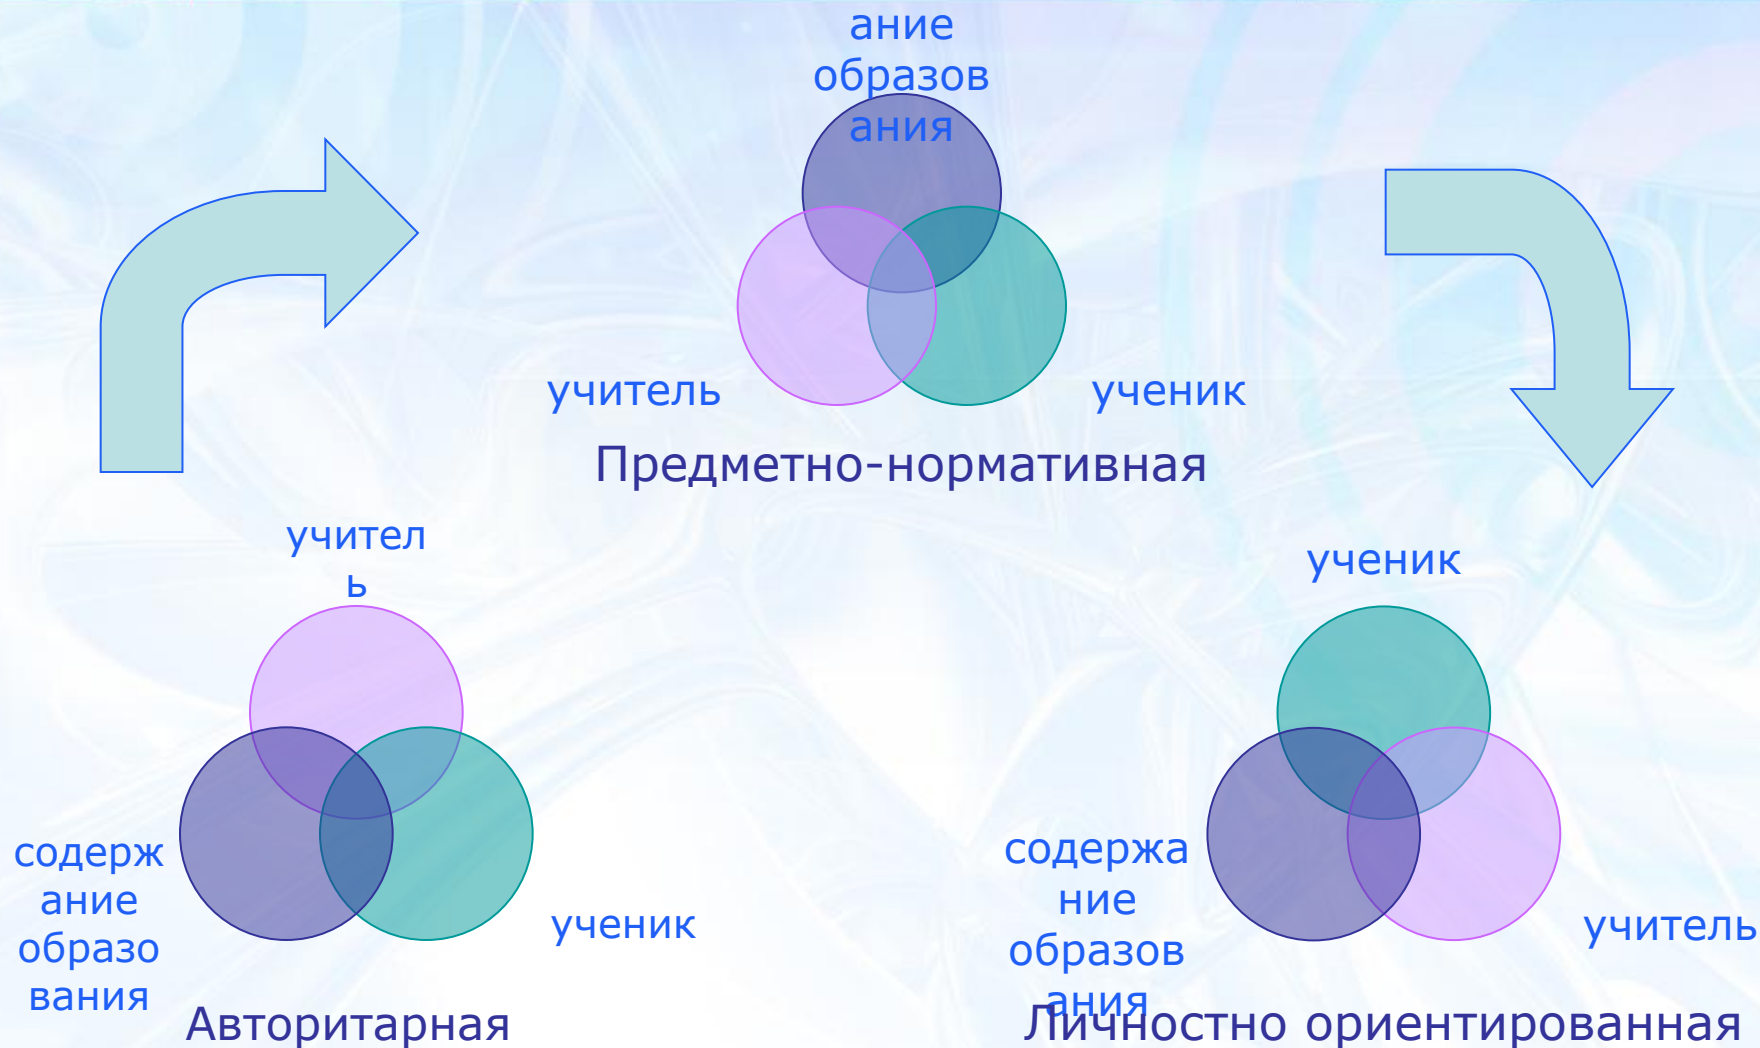 ание
образов
ания
учитель
ученик
Предметно-нормативная
учител
ь
содерж
ание
образо
вания
ученик
Авторитарная
ученик
содержа
ние
образов
ания
учитель
Личностно ориентированная